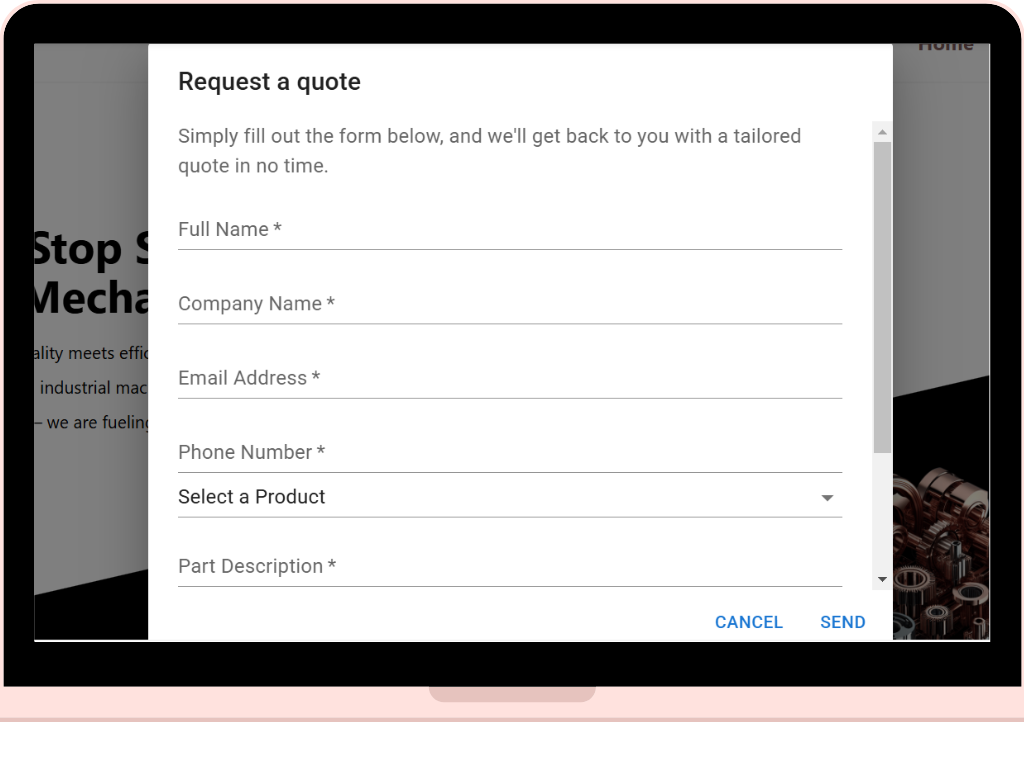 Home
Request a quote
Simply fill out the form below, and we'll get back to you with a tailored
quote in no time.
Full Name *
Company Name *
Email Address *
Phone Number *
Select a Product
Part Description *
CANCEL SEND
Stop S
Mecha
ality meets effic
industrial mac
– we are fueling